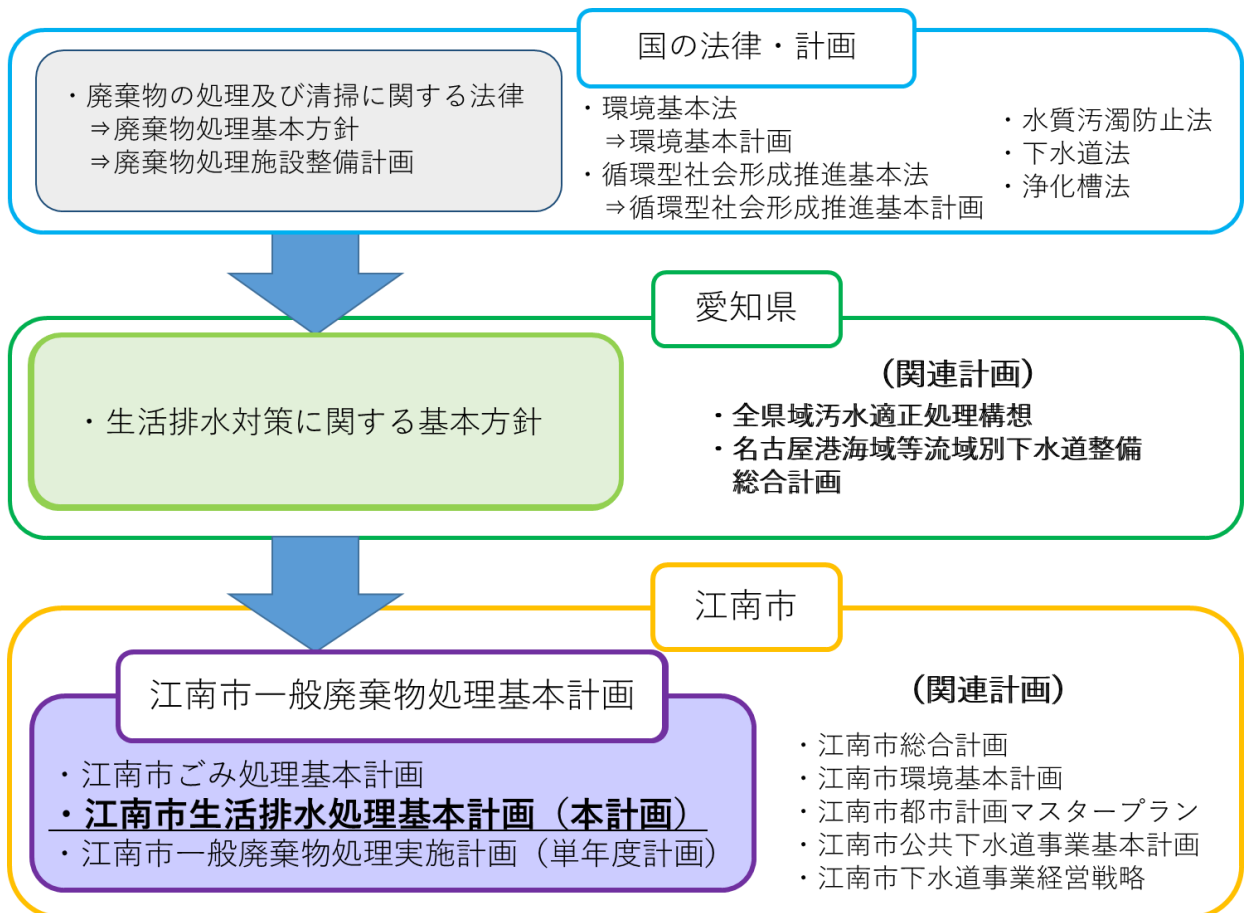 国の法律・計画
・廃棄物の処理及び清掃に関する法律
⇒廃棄物処理基本方針
⇒廃棄物処理施設整備計画
・環境基本法
⇒環境基本計画
・循環型社会形成推進基本法
⇒循環型社会形成推進基本計画
・水質汚濁防止法
・下水道法
・浄化槽法
愛知県
・生活排水対策に関する基本方針
(関連計画)
・全県域汚水適正処理構想
・名古屋港海域等流域別下水道整備
総合計画
江南市
江南市一般廃棄物処理基本計画
・江南市ごみ処理基本計画
・江南市生活排水処理基本計画（本計画）
・江南市一般廃棄物処理実施計画（単年度計画）
(関連計画)
・江南市総合計画
・江南市環境基本計画
・江南市都市計画マスタープラン
・江南市公共下水道事業基本計画
・江南市下水道事業経営戦略